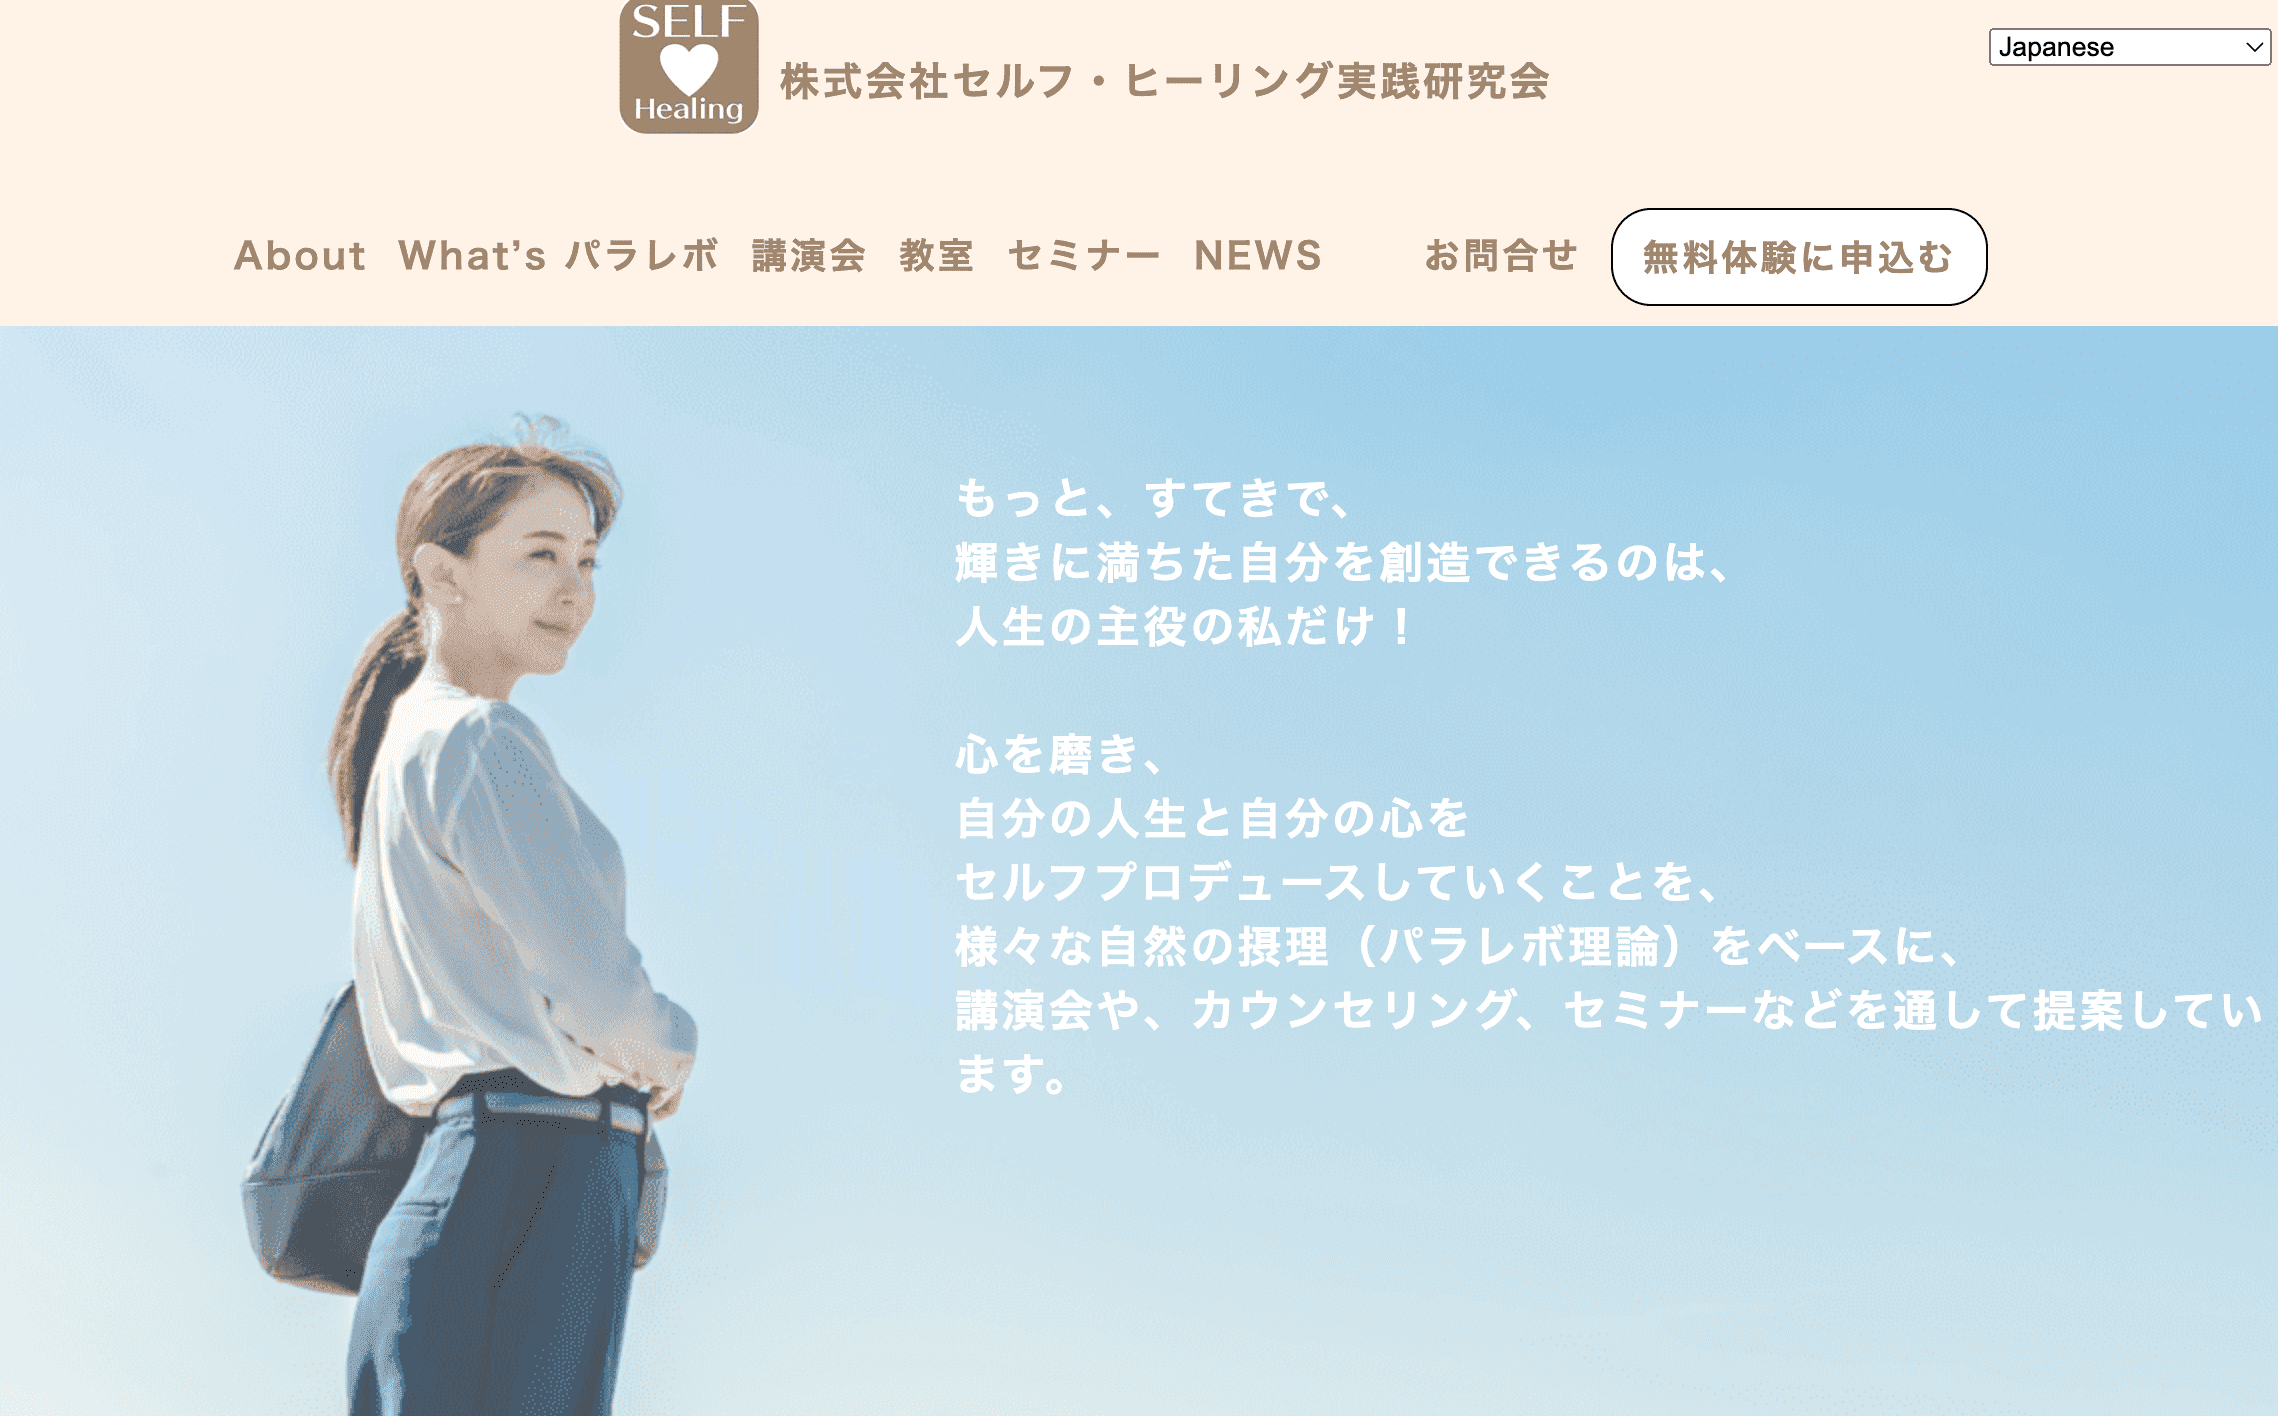 SELF
Healing
株式会社セルフ・ヒーリング実践研究会
Japanese
About What's パラレボ 講演会 教室 セミナー NEWS お問合せ 無料体験に申込む
もっと、すてきで、
輝きに満ちた自分を創造できるのは、
人生の主役の私だけ！
心を磨き、
自分の人生と自分の心を
セルフプロデュースしていくことを、
様々な自然の摂理（パラレボ理論）をベースに、
講演会や、カウンセリング、セミナーなどを通して提案してい
ます。